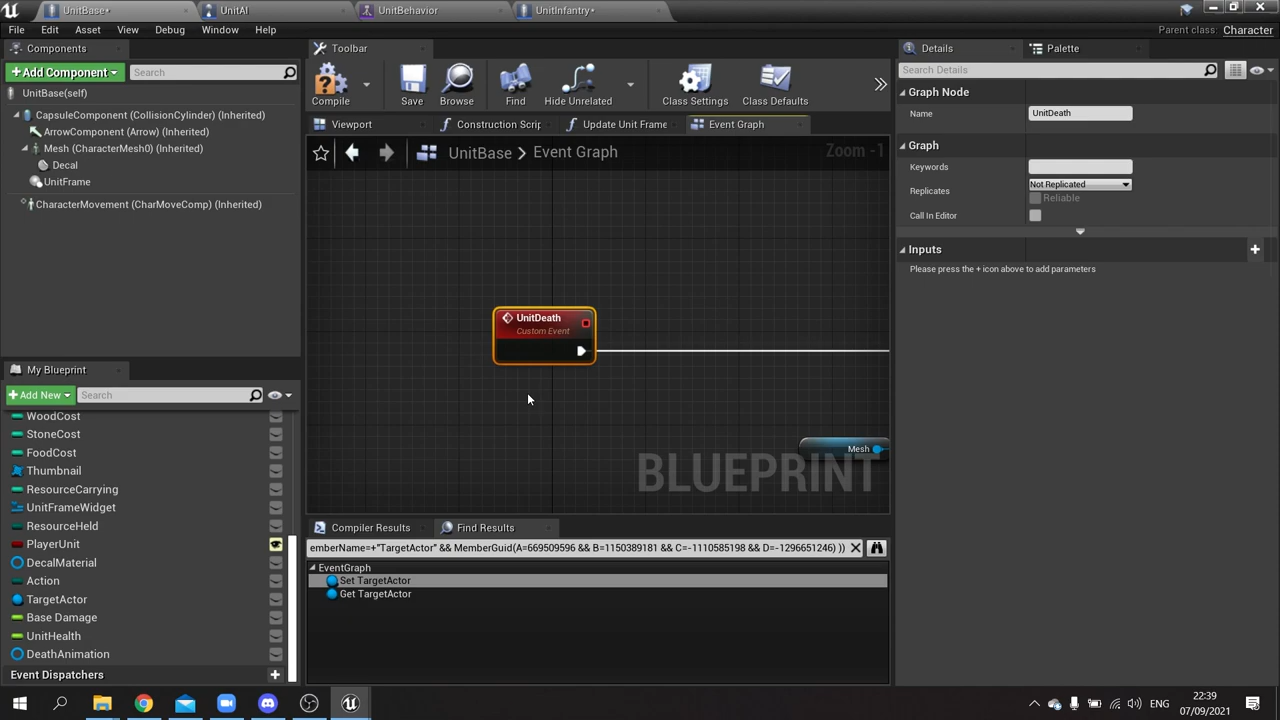 UnitBase*
UnitAI
UnitBehavior
UnitInfantry*
File Edit Asset View Debug Window Help
Parent class: Character
Components
Toolbar
Details
Palette
Add Component
Search
Compile
Save
Browse
Find
Hide Unrelated
Class Settings
Class Defaults
Search Details
UnitBase(self)
Graph Node
Name
UnitDeath
CapsuleComponent (CollisionCylinder) (Inherited)
ArrowComponent (Arrow) (Inherited)
Mesh (CharacterMesh0) (Inherited)
Decal
UnitFrame
CharacterMovement (CharMoveComp) (Inherited)
Viewport
Construction Scrip
Update Unit Frame
Event Graph
UnitBase > Event Graph
Zoom -1
Graph
Keywords
Replicates
Not Replicated
Reliable
Call In Editor
Inputs
Please press the + icon above to add parameters
UnitDeath
Custom Event
Mesh
BLUEPRINT
My Blueprint
Add New
Search
WoodCost
StoneCost
FoodCost
Thumbnail
ResourceCarrying
UnitFrameWidget
ResourceHeld
PlayerUnit
DecalMaterial
Action
TargetActor
Base Damage
UnitHealth
DeathAnimation
Event Dispatchers
Compiler Results
Find Results
emberName=+"TargetActor" && MemberGuid(A=669509596 && B=1150389181 && C=-1110585198 && D=-1296651246) ))
EventGraph
Set TargetActor
Get TargetActor
ENG
22:39
07/09/2021